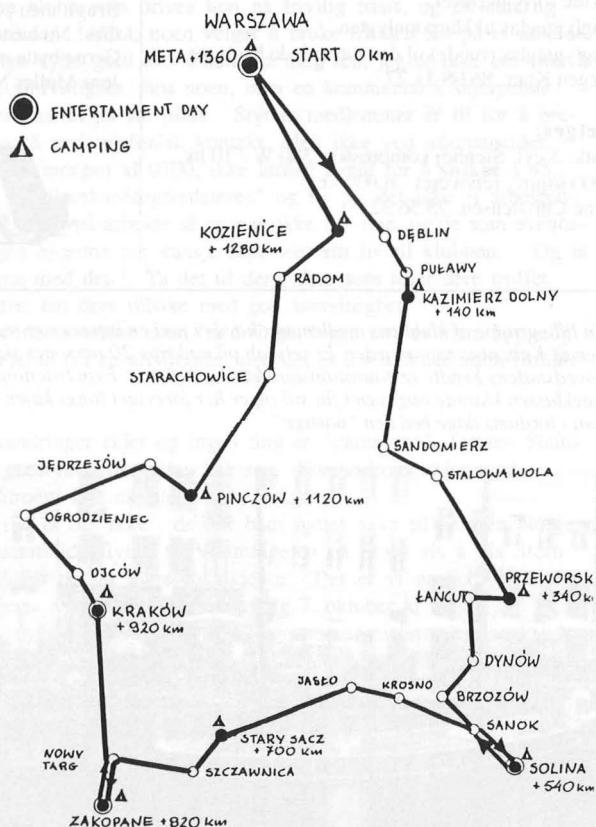 WARSZAWA
META +1360 START 0 km
ENTERTAIMENT DAY
CAMPING
KOZIENICE
+ 1280 km
DĘBLIN
PUŁAWY
RADOM
KAZIMIERZ DOLNY
+ 140 km
STARACHOWICE
SANDOMIERZ
JĘDRZEJÓW
STALOWA WOLA
PINCZÓW + 1120 km
OGRODZIENIEC
OJCÓW
PRZEWORSK
+ 340 k
ŁAŃCUT
KRAKÓW
+ 920 km
DYNÓW
JASŁO
KROSNO
BRZOZÓW
SANOK
STARY SĄCZ
+ 700 km
NOWY
TARG
SZCZAWNICA
SOLINA
+ 540 km
ZAKOPANE + 820 km